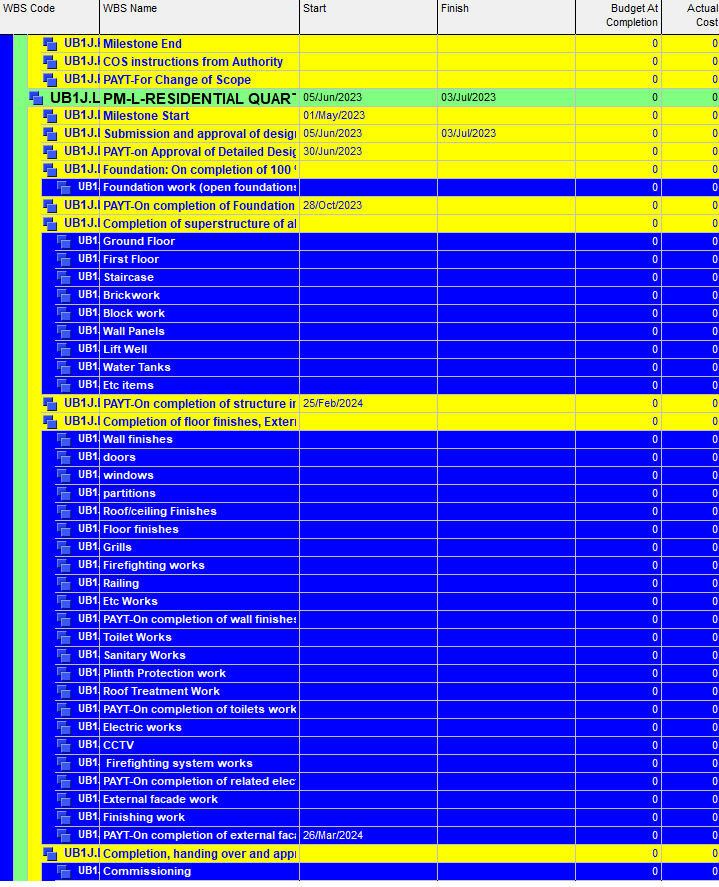 WBS Code WBS Name Start Finish Budget At Completion Actual Cost
UB1J.I Milestone End 0 0
UB1J.I COS instructions from Authority 0 0
UB1J.I PAYT-For Change of Scope 0 0
UB1J.L PM-L-RESIDENTIAL QUAR 05/Jun/2023 03/Jul/2023 0 0
UB1J.I Milestone Start 01/May/2023 0 0
UB1J.I Submission and approval of desig 05/Jun/2023 03/Jul/2023 0 0
UB1J.I PAYT-on Approval of Detailed Desig 30/Jun/2023 0 0
UB1J.I Foundation: On completion of 100 0 0
UB1. Foundation work (open foundations 0 0
UB1J.I PAYT-On completion of Foundation 28/Oct/2023 0 0
UB1J.I Completion of superstructure of al 0 0
UB1. Ground Floor 0 0
UB1. First Floor 0 0
UB1. Staircase 0 0
UB1. Brickwork 0 0
UB1. Block work 0 0
UB1. Wall Panels 0 0
UB1. Lift Well 0 0
UB1. Water Tanks 0 0
UB1. Etc items 0 0
UB1J.I PAYT-On completion of structure ir 25/Feb/2024 0 0
UB1J.I Completion of floor finishes, Exter 0 0
UB1. Wall finishes 0 0
UB1. doors 0 0
UB1. windows 0 0
UB1. partitions 0 0
UB1. Roof/ceiling Finishes 0 0
UB1. Floor finishes 0 0
UB1. Grills 0 0
UB1. Firefighting works 0 0
UB1. Railing 0 0
UB1. Etc Works 0 0
UB1. PAYT-On completion of wall finishes 0 0
UB1. Toilet Works 0 0
UB1. Sanitary Works 0 0
UB1. Plinth Protection work 0 0
UB1. Roof Treatment Work 0 0
UB1. PAYT-On completion of toilets work 0 0
UB1. Electric works 0 0
UB1. CCTV 0 0
UB1. Firefighting system works 0 0
UB1. PAYT-On completion of related elec 0 0
UB1. External facade work 0 0
UB1. Finishing work 0 0
UB1. PAYT-On completion of external faca 26/Mar/2024 0 0
UB1J.I Completion, handing over and appr 0 0
UB1. Commissioning 0 0